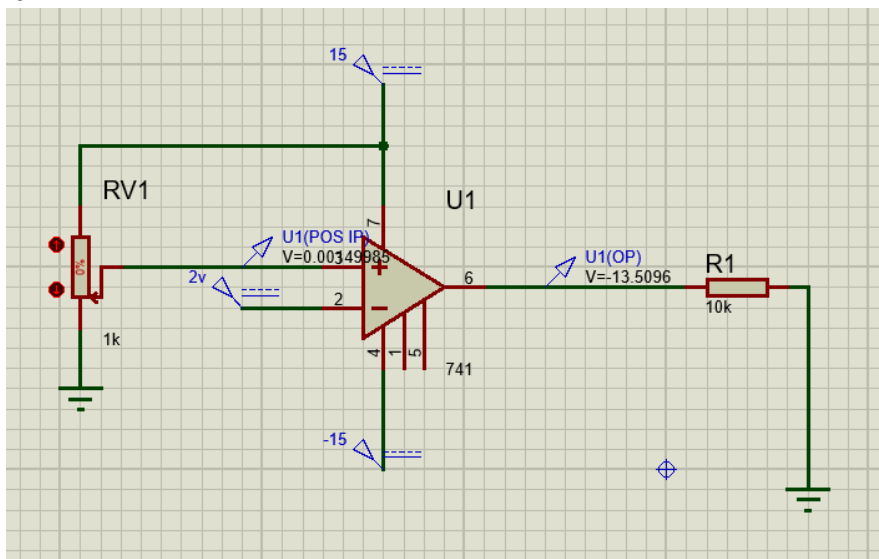 15
RV1
U1
7
U1(POS IP)
V=0.00149985
3
0%
2v
2
6
U1(OP)
V=-13.5096
R1
10k
1k
4
1
5
741
-15